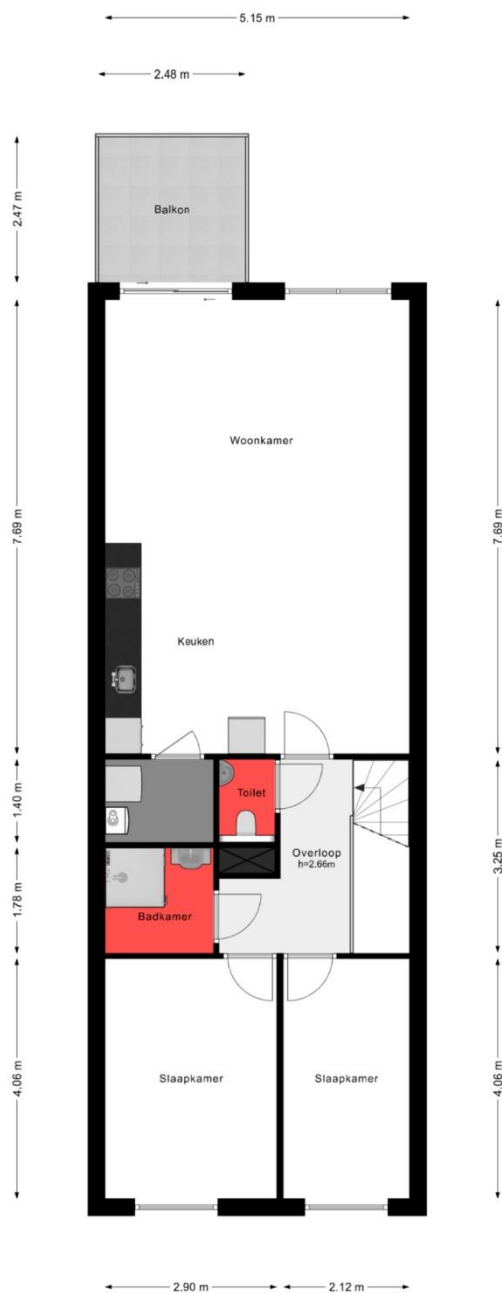 5.15 m
2.48 m
2.47 m
Balkon
7.69 m
7.69 m
Woonkamer
Keuken
1.40 m
Toilet
3.25 m
Overloop
h=2.66m
1.78 m
Badkamer
4.06 m
4.06 m
Slaapkamer
Slaapkamer
2.90 m
2.12 m